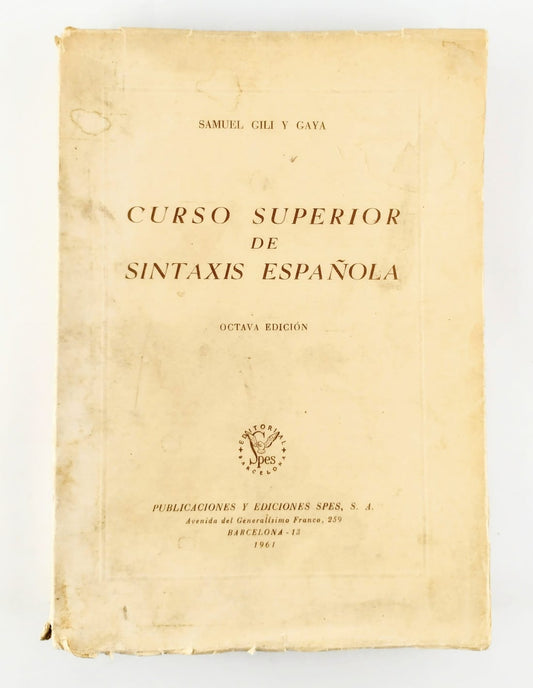 SAMUEL GILI Y GAYA
CURSO SUPERIOR
DE
SINTAXIS ESPAÑOLA
OCTAVA EDICIÓN
EDITORIAL
Spes
BARCELONA
PUBLICACIONES Y EDICIONES SPES, S. A.
Avenida del Generalísimo Franco, 259
BARCELONA - 13
1961